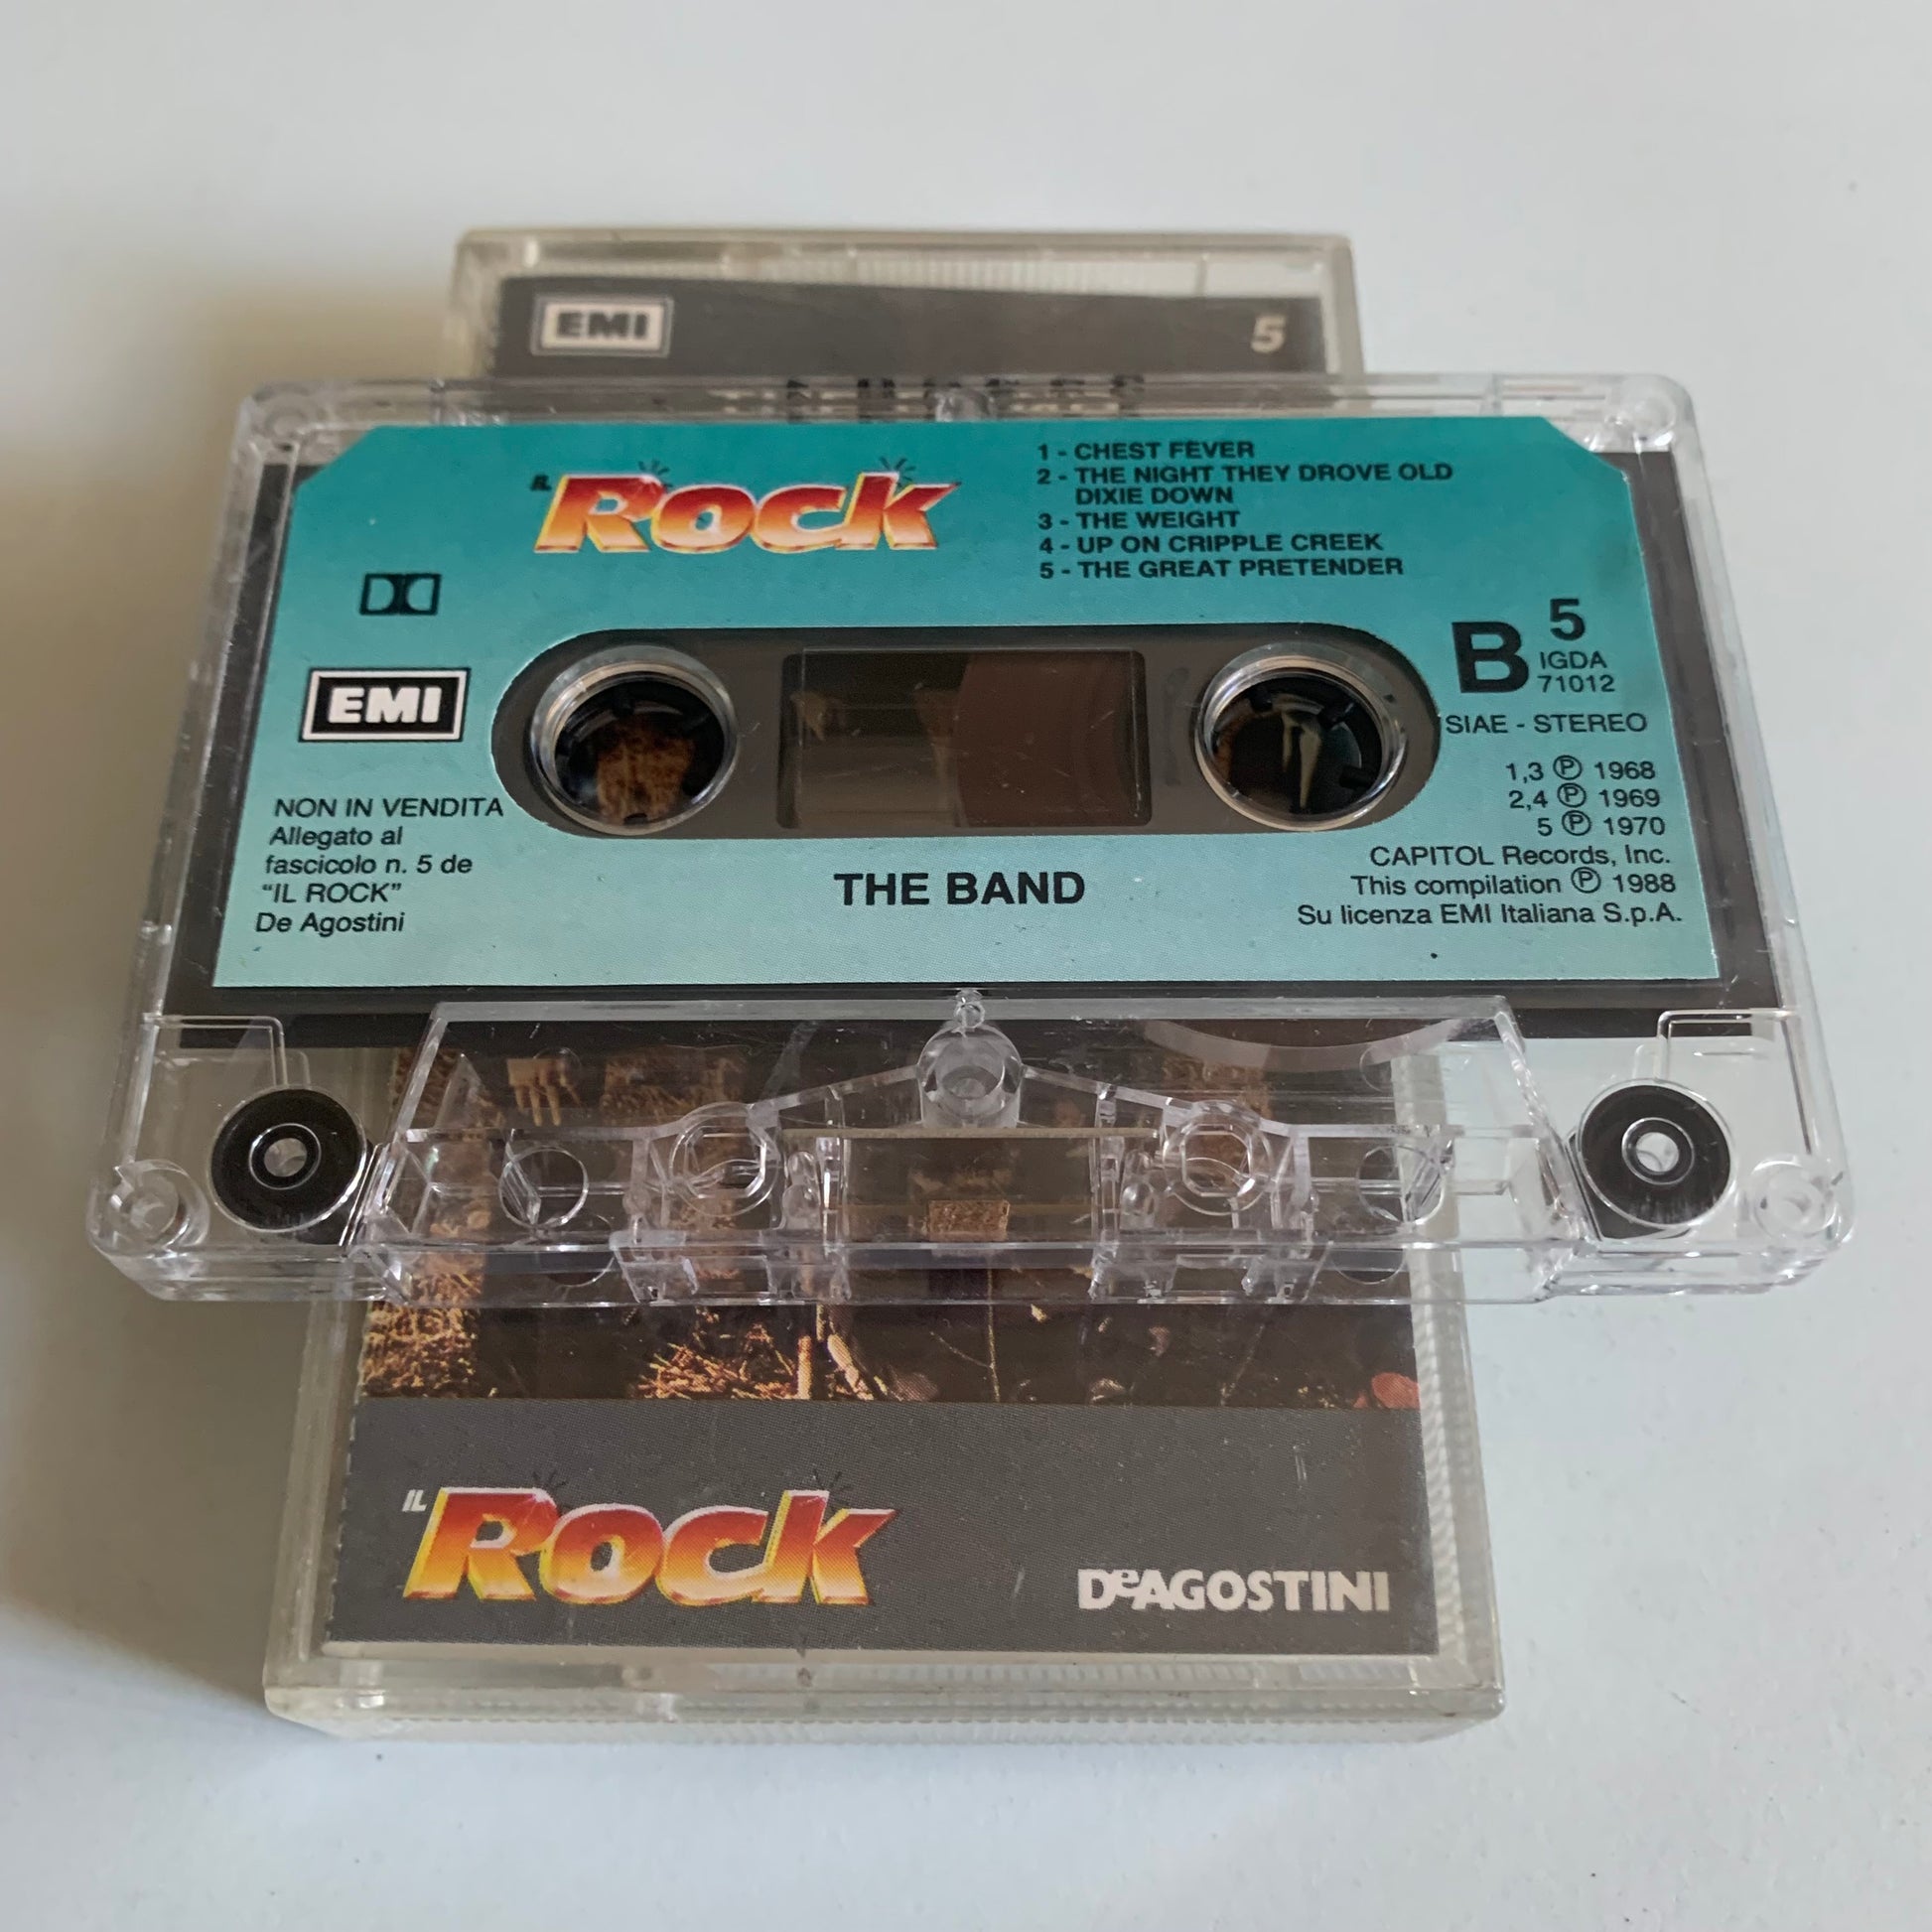 EMI
5
IL Rock
1 - CHEST FEVER
2 - THE NIGHT THEY DROVE OLD
DIXIE DOWN
3 - THE WEIGHT
4 - UP ON CRIPPLE CREEK
5 - THE GREAT PRETENDER
EMI
B 5
IGDA
71012
SIAE - STEREO
NON IN VENDITA
Allegato al
fascicolo n. 5 de
“IL ROCK”
De Agostini
THE BAND
1,3 ℗ 1968
2,4 ℗ 1969
5 ℗ 1970
CAPITOL Records, Inc.
This compilation ℗ 1988
Su licenza EMI Italiana S.p.A.
IL Rock
DeAGOSTINI